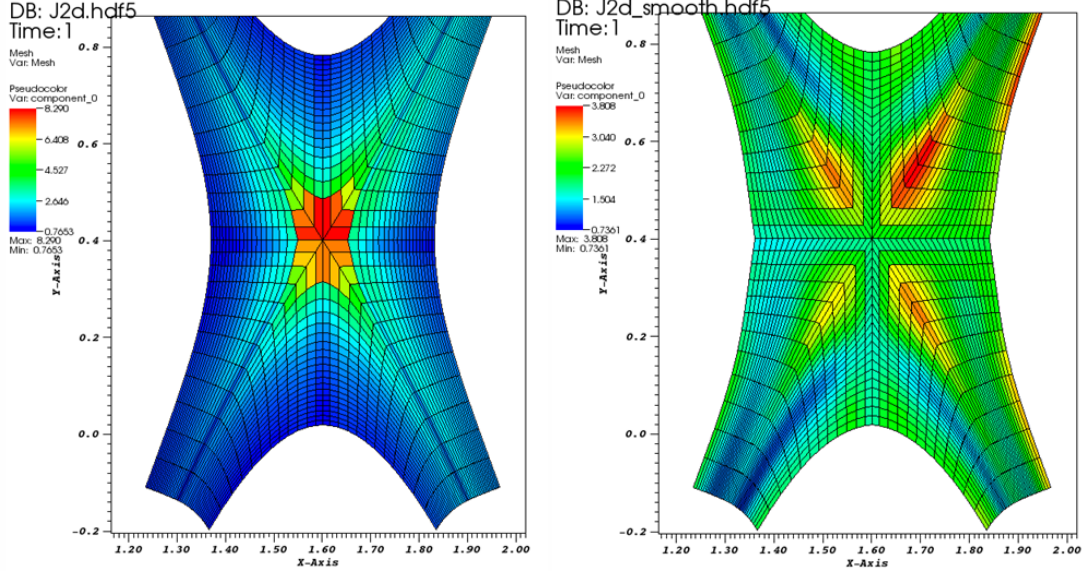 DB: J2d.hdf5
Time:1
Mesh
Var: Mesh
Pseudocolor
Var: component_0
8.290
6.408
4.527
2.646
0.7653
Max: 8.290
Min: 0.7653
Y-Axis
0.8
0.6
0.4
0.2
0.0
-0.2
1.20 1.30 1.40 1.50 1.60 1.70 1.80 1.90 2.00
X-Axis
DB: J2d_smooth.hdf5
Time:1
Mesh
Var: Mesh
Pseudocolor
Var: component_0
3.808
3.040
2.272
1.504
0.7361
Max: 3.808
Min: 0.7361
Y-Axis
0.8
0.6
0.4
0.2
0.0
-0.2
1.20 1.30 1.40 1.50 1.60 1.70 1.80 1.90 2.00
X-Axis